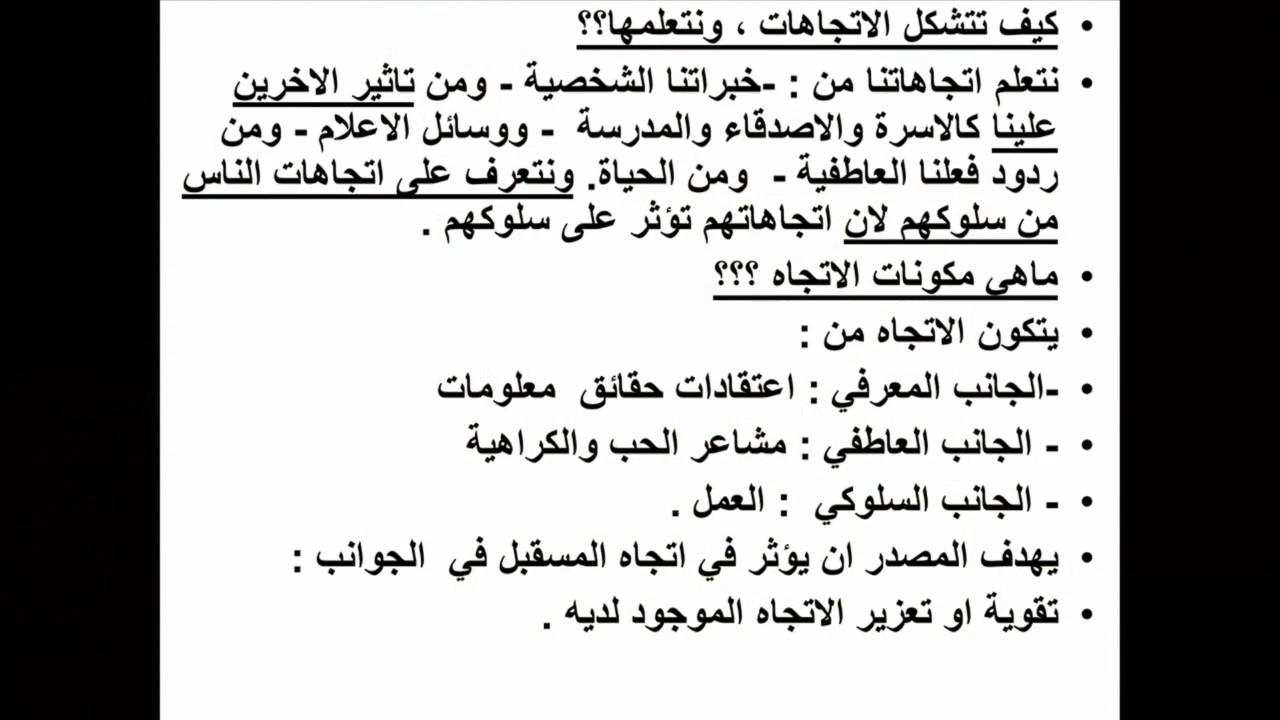 • كيف تتشكل الاتجاهات ، ونتعلمها؟؟
• نتعلم اتجاهاتنا من : -خبراتنا الشخصية - ومن تاثير الاخرين
علينا كالاسرة والاصدقاء والمدرسة - ووسائل الاعلام - ومن
ردود فعلنا العاطفية - ومن الحياة. ونتعرف على اتجاهات الناس
من سلوكهم لان اتجاهاتهم تؤثر على سلوكهم .
• ماهي مكونات الاتجاه ؟؟؟
• يتكون الاتجاه من :
• -الجانب المعرفي : اعتقادات حقائق معلومات
• - الجانب العاطفي : مشاعر الحب والكراهية
• - الجانب السلوكي : العمل .
• يهدف المصدر ان يؤثر في اتجاه المسقبل في الجوانب :
• تقوية او تعزير الاتجاه الموجود لديه .